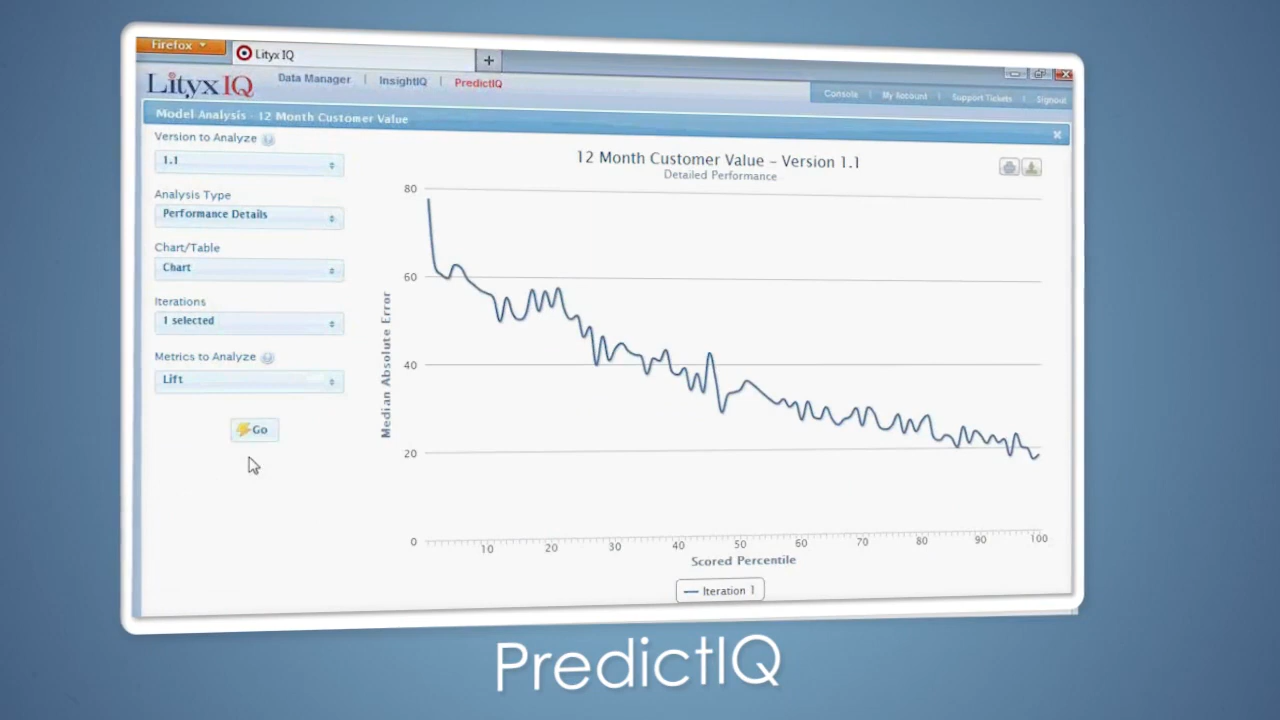 Firefox
Lityx IQ
+
Lityx IQ
Data Manager | InsightIQ | PredictIQ
Console | My Account | Support Tickets | Signout
Model Analysis - 12 Month Customer Value
Version to Analyze
1.1
Analysis Type
Performance Details
Chart/Table
Chart
Iterations
1 selected
Metrics to Analyze
Lift
Go
12 Month Customer Value – Version 1.1
Detailed Performance
80
60
40
20
0
Median Absolute Error
10 20 30 40 50 60 70 80 90 100
Scored Percentile
Iteration 1
PredictIQ